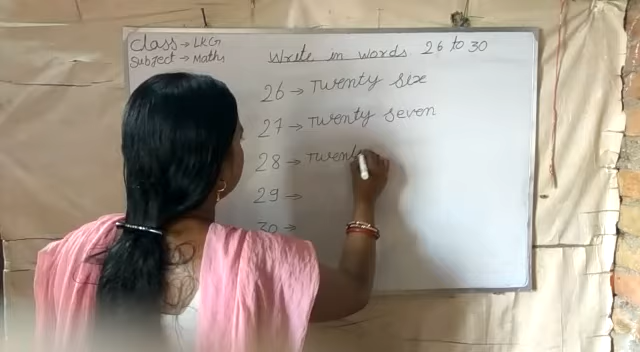 Class → LKG
Subject → Maths
Write in words 26 to 30
26 → Twenty six
27 → Twenty seven
28 → Twent
29 →
30 →